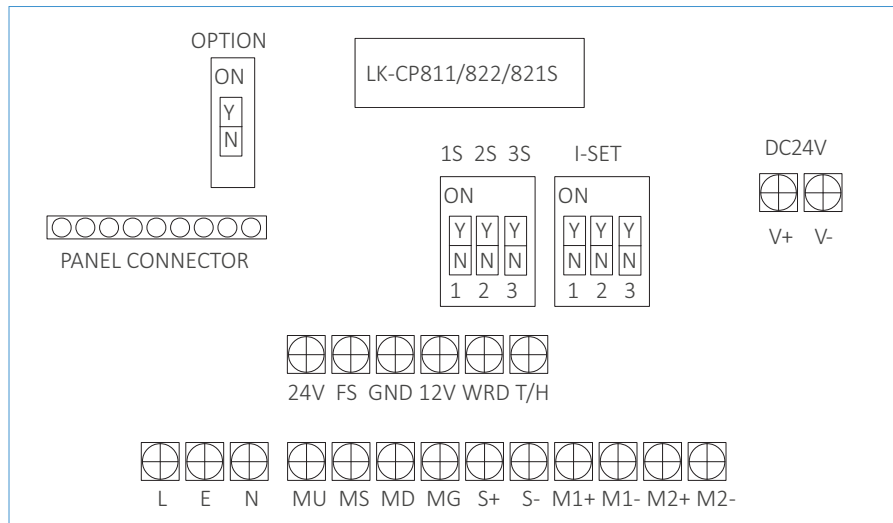 OPTION
ON
Y
N
LK-CP811/822/821S
1S 2S 3S
ON
Y Y Y
N N N
1 2 3
I-SET
ON
Y Y Y
N N N
1 2 3
DC24V
V+ V-
PANEL CONNECTOR
24V FS GND 12V WRD T/H
L E N MU MS MD MG S+ S- M1+ M1- M2+ M2-